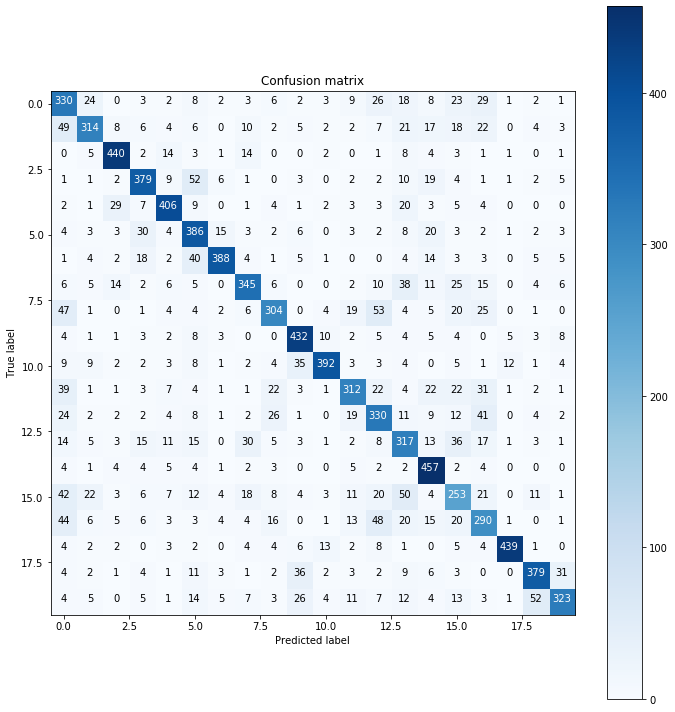 Confusion matrix
330 24 0 3 2 8 2 3 6 2 3 9 26 18 8 23 29 1 2 1
49 314 8 6 4 6 0 10 2 5 2 2 7 21 17 18 22 0 4 3
0 5 440 2 14 3 1 14 0 0 2 0 1 8 4 3 1 1 0 1
1 1 2 379 9 52 6 1 0 3 0 2 2 10 19 4 1 1 2 5
2 1 29 7 406 9 0 1 4 1 2 3 3 20 3 5 4 0 0 0
4 3 3 30 4 386 15 3 2 6 0 3 2 8 20 3 2 1 2 3
1 4 2 18 2 40 388 4 1 5 1 0 0 4 14 3 3 0 5 5
6 5 14 2 6 5 0 345 6 0 0 2 10 38 11 25 15 0 4 6
47 1 0 1 4 4 2 6 304 0 4 19 53 4 5 20 25 0 1 0
4 1 1 3 2 8 3 0 0 432 10 2 5 4 5 4 0 5 3 8
9 9 2 2 3 8 1 2 4 35 392 3 3 4 0 5 1 12 1 4
39 1 1 3 7 4 1 1 22 3 1 312 22 4 22 22 31 1 2 1
24 2 2 2 4 8 1 2 26 1 0 19 330 11 9 12 41 0 4 2
14 5 3 15 11 15 0 30 5 3 1 2 8 317 13 36 17 1 3 1
4 1 4 4 5 4 1 2 3 0 0 5 2 2 457 2 4 0 0 0
42 22 3 6 7 12 4 18 8 4 3 11 20 50 4 253 21 0 11 1
44 6 5 6 3 3 4 4 16 0 1 13 48 20 15 20 290 1 0 1
4 2 2 0 3 2 0 4 4 6 13 2 8 1 0 5 4 439 1 0
4 2 1 4 1 11 3 1 2 36 2 3 2 9 6 3 0 0 379 31
4 5 0 5 1 14 5 7 3 26 4 11 7 12 4 13 3 1 52 323
0.0
2.5
5.0
7.5
10.0
12.5
15.0
17.5
True label
0.0 2.5 5.0 7.5 10.0 12.5 15.0 17.5
Predicted label
400
300
200
100
0